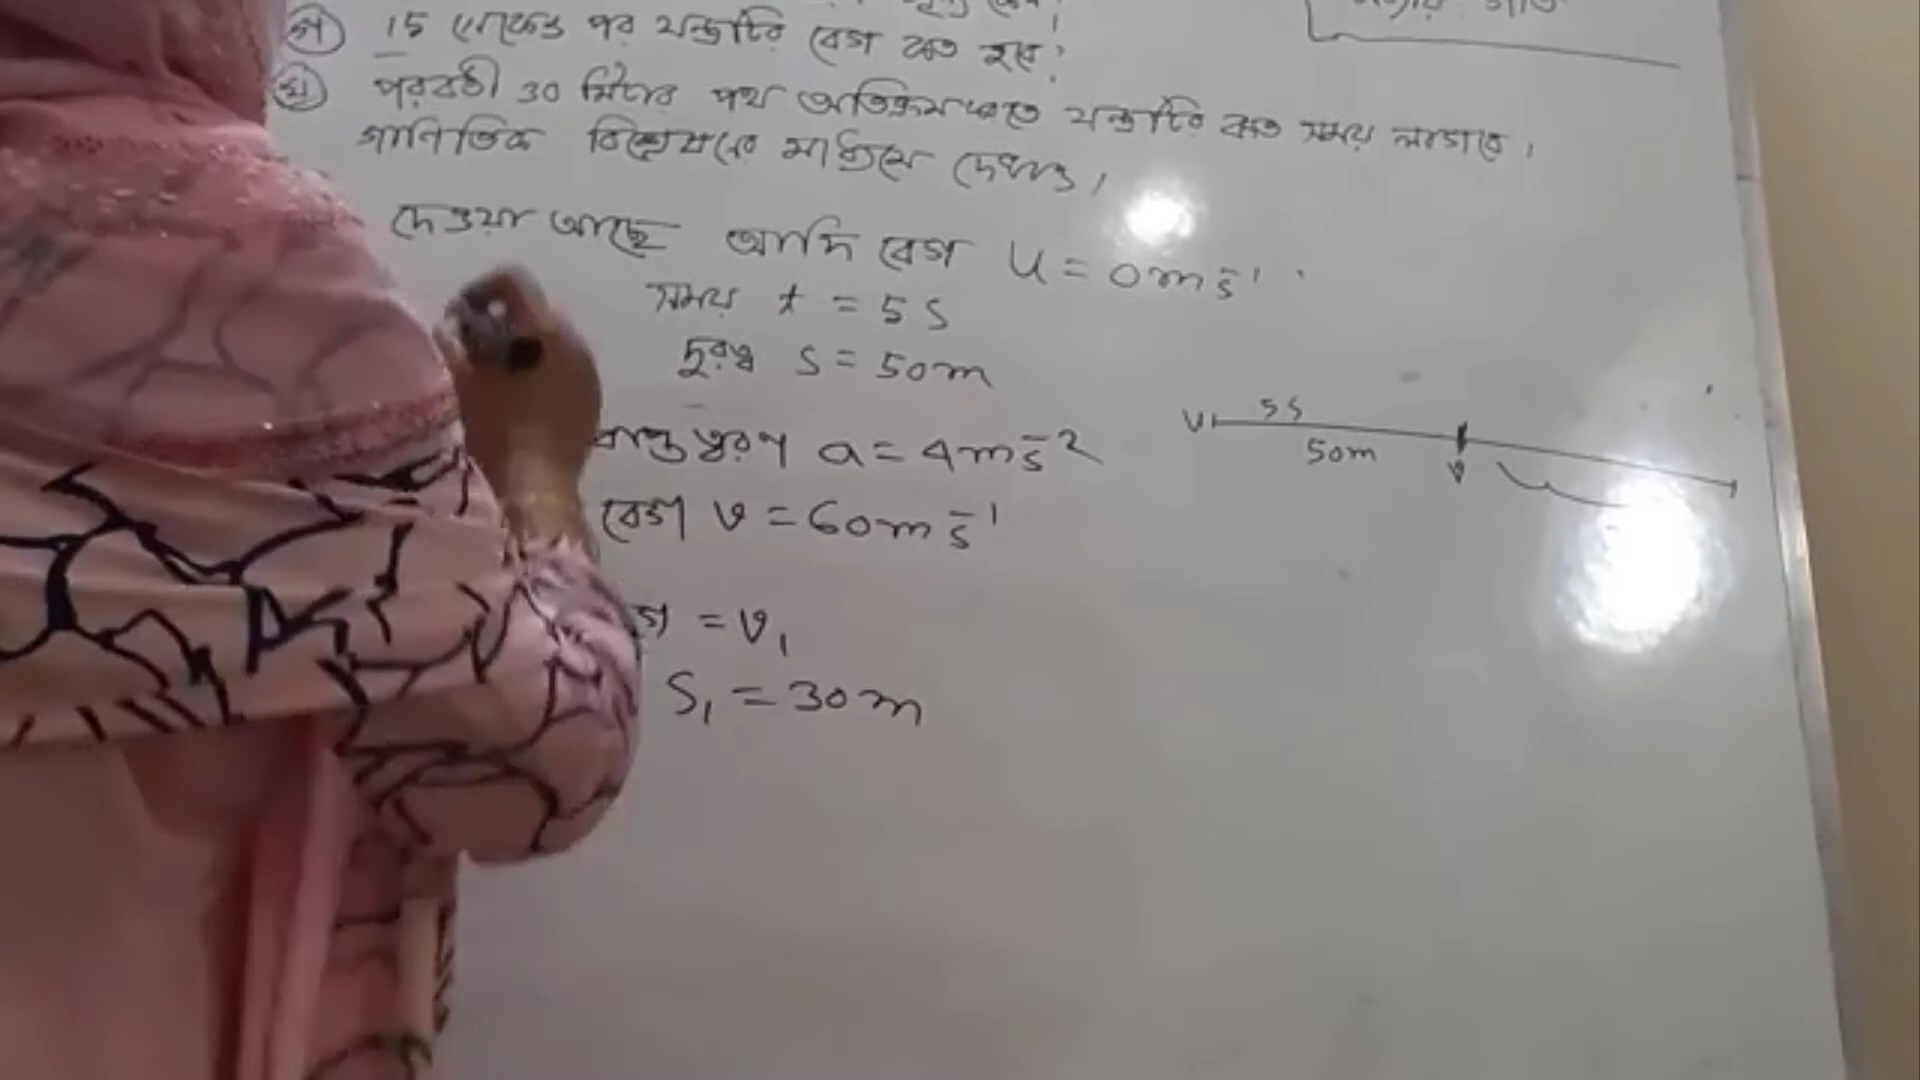 গ) 15 সেকেন্ড পর যন্ত্রটির বেগ কত হবে?
ঘ) পরবর্তী 30 মিটার পথ অতিক্রম করতে যন্ত্রটির কত সময় লাগবে।
গানিতিক বিশ্লেষনের মাধ্যমে দেখাও।
দেওয়া আছে আদি বেগ u = 0ms⁻¹
সময় t = 5s
দুরত্ব s = 50m
ত্বরণ a = 4ms⁻²
বেগ v = 60ms⁻¹
= v₁
S₁ = 30m
u 5s
50m
v